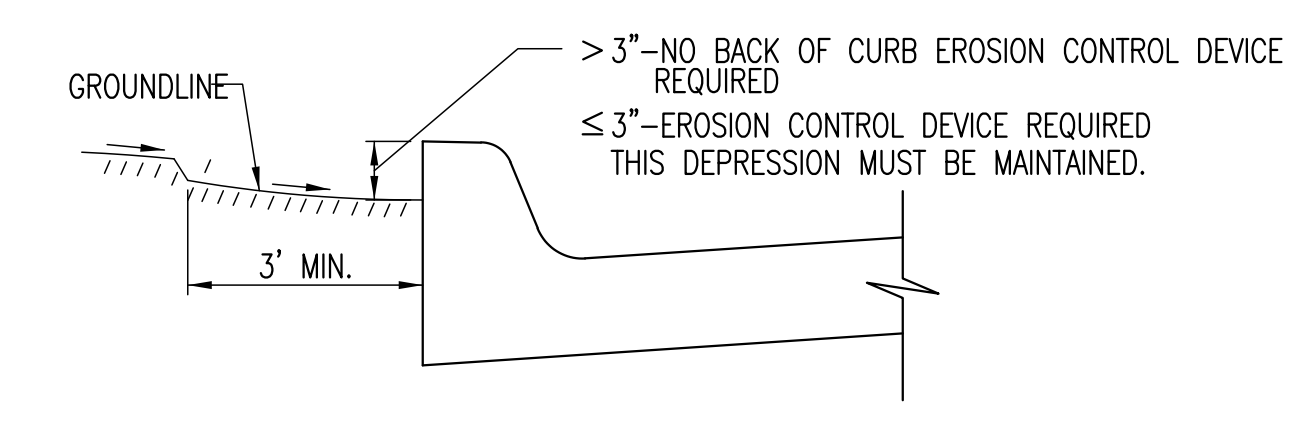 > 3"-NO BACK OF CURB EROSION CONTROL DEVICE
REQUIRED
≤ 3"-EROSION CONTROL DEVICE REQUIRED
THIS DEPRESSION MUST BE MAINTAINED.
GROUNDLINE
3' MIN.